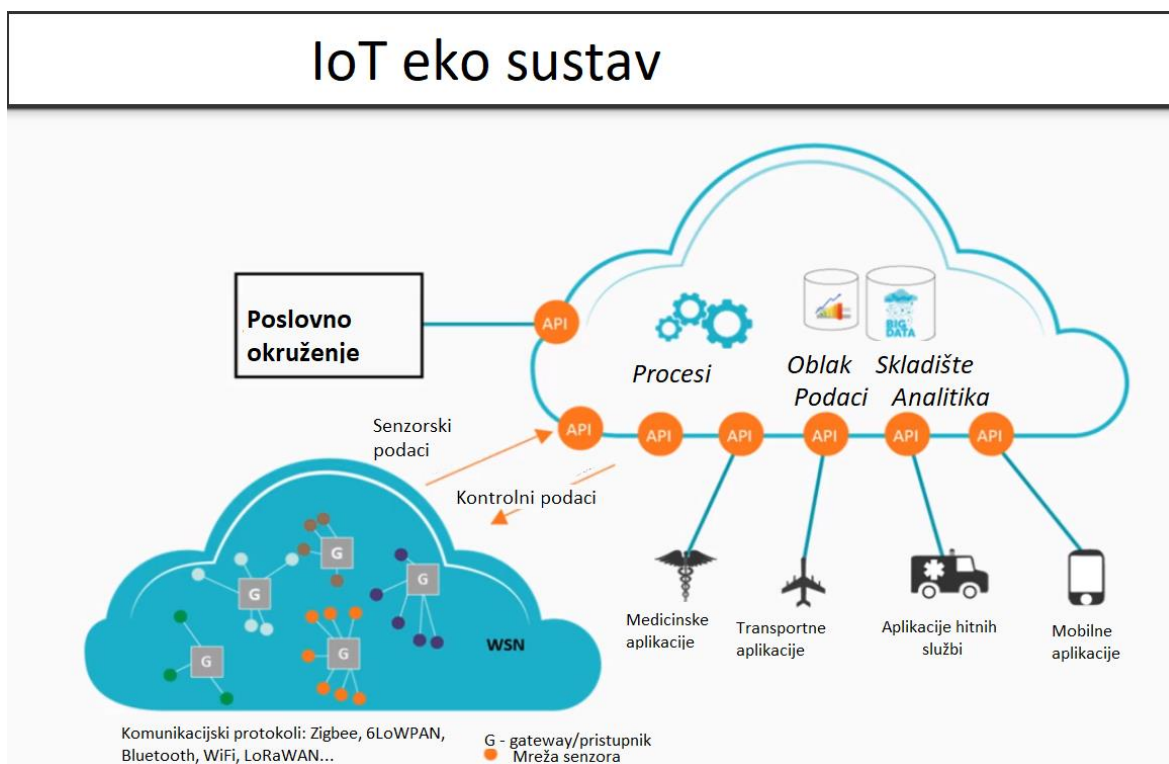 IoT eko sustav
Poslovno
okruženje
API
Procesi
BIG
DATA
Oblak Skladište
Podaci Analitika
API
API
API
API
API
API
Senzorski
podaci
Kontrolni podaci
G
G
G
G
G
WSN
Medicinske
aplikacije
Transportne
aplikacije
Aplikacije hitnih
službi
Mobilne
aplikacije
Komunikacijski protokoli: Zigbee, 6LoWPAN,
Bluetooth, WiFi, LoRaWAN...
G - gateway/pristupnik
Mreža senzora